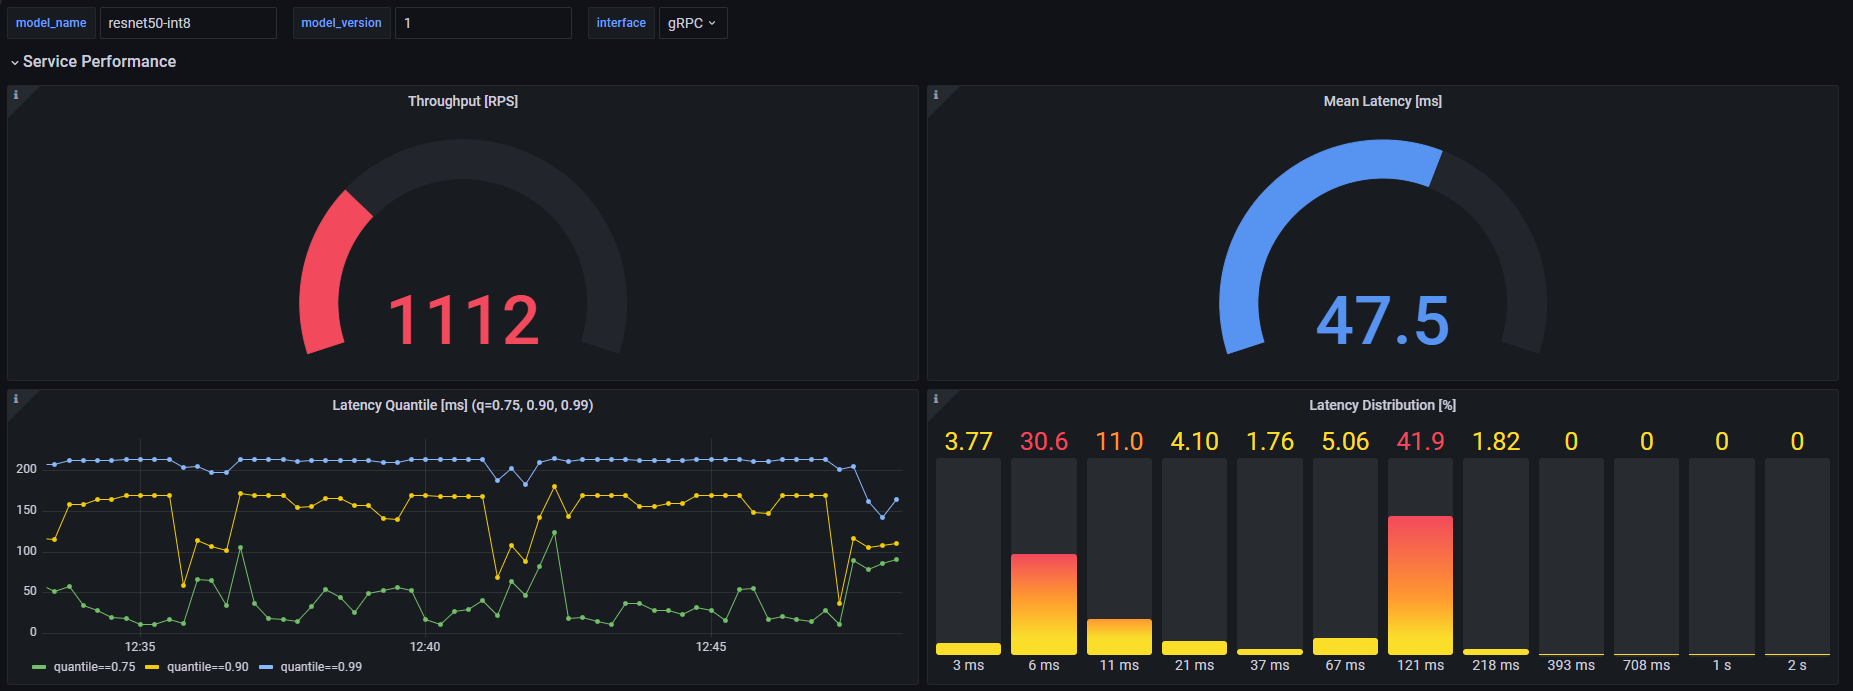 model_name resnet50-int8 model_version 1 interface gRPC
Service Performance
Throughput [RPS]
1112
Mean Latency [ms]
47.5
Latency Quantile [ms] (q=0.75, 0.90, 0.99)
200
150
100
50
0
12:35 12:40 12:45
quantile==0.75 quantile==0.90 quantile==0.99
Latency Distribution [%]
3.77 30.6 11.0 4.10 1.76 5.06 41.9 1.82 0 0 0 0
3 ms 6 ms 11 ms 21 ms 37 ms 67 ms 121 ms 218 ms 393 ms 708 ms 1 s 2 s